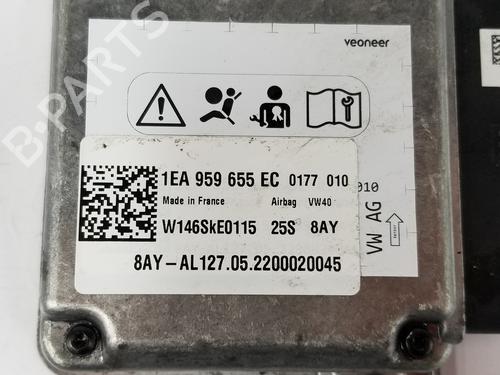 veoneer
1EA 959 655 EC 0177 010
Made in France Airbag VW40
W146SkE0115 25S 8AY
8AY-AL127.05.2200020045
010
VW AG
B-PARTS